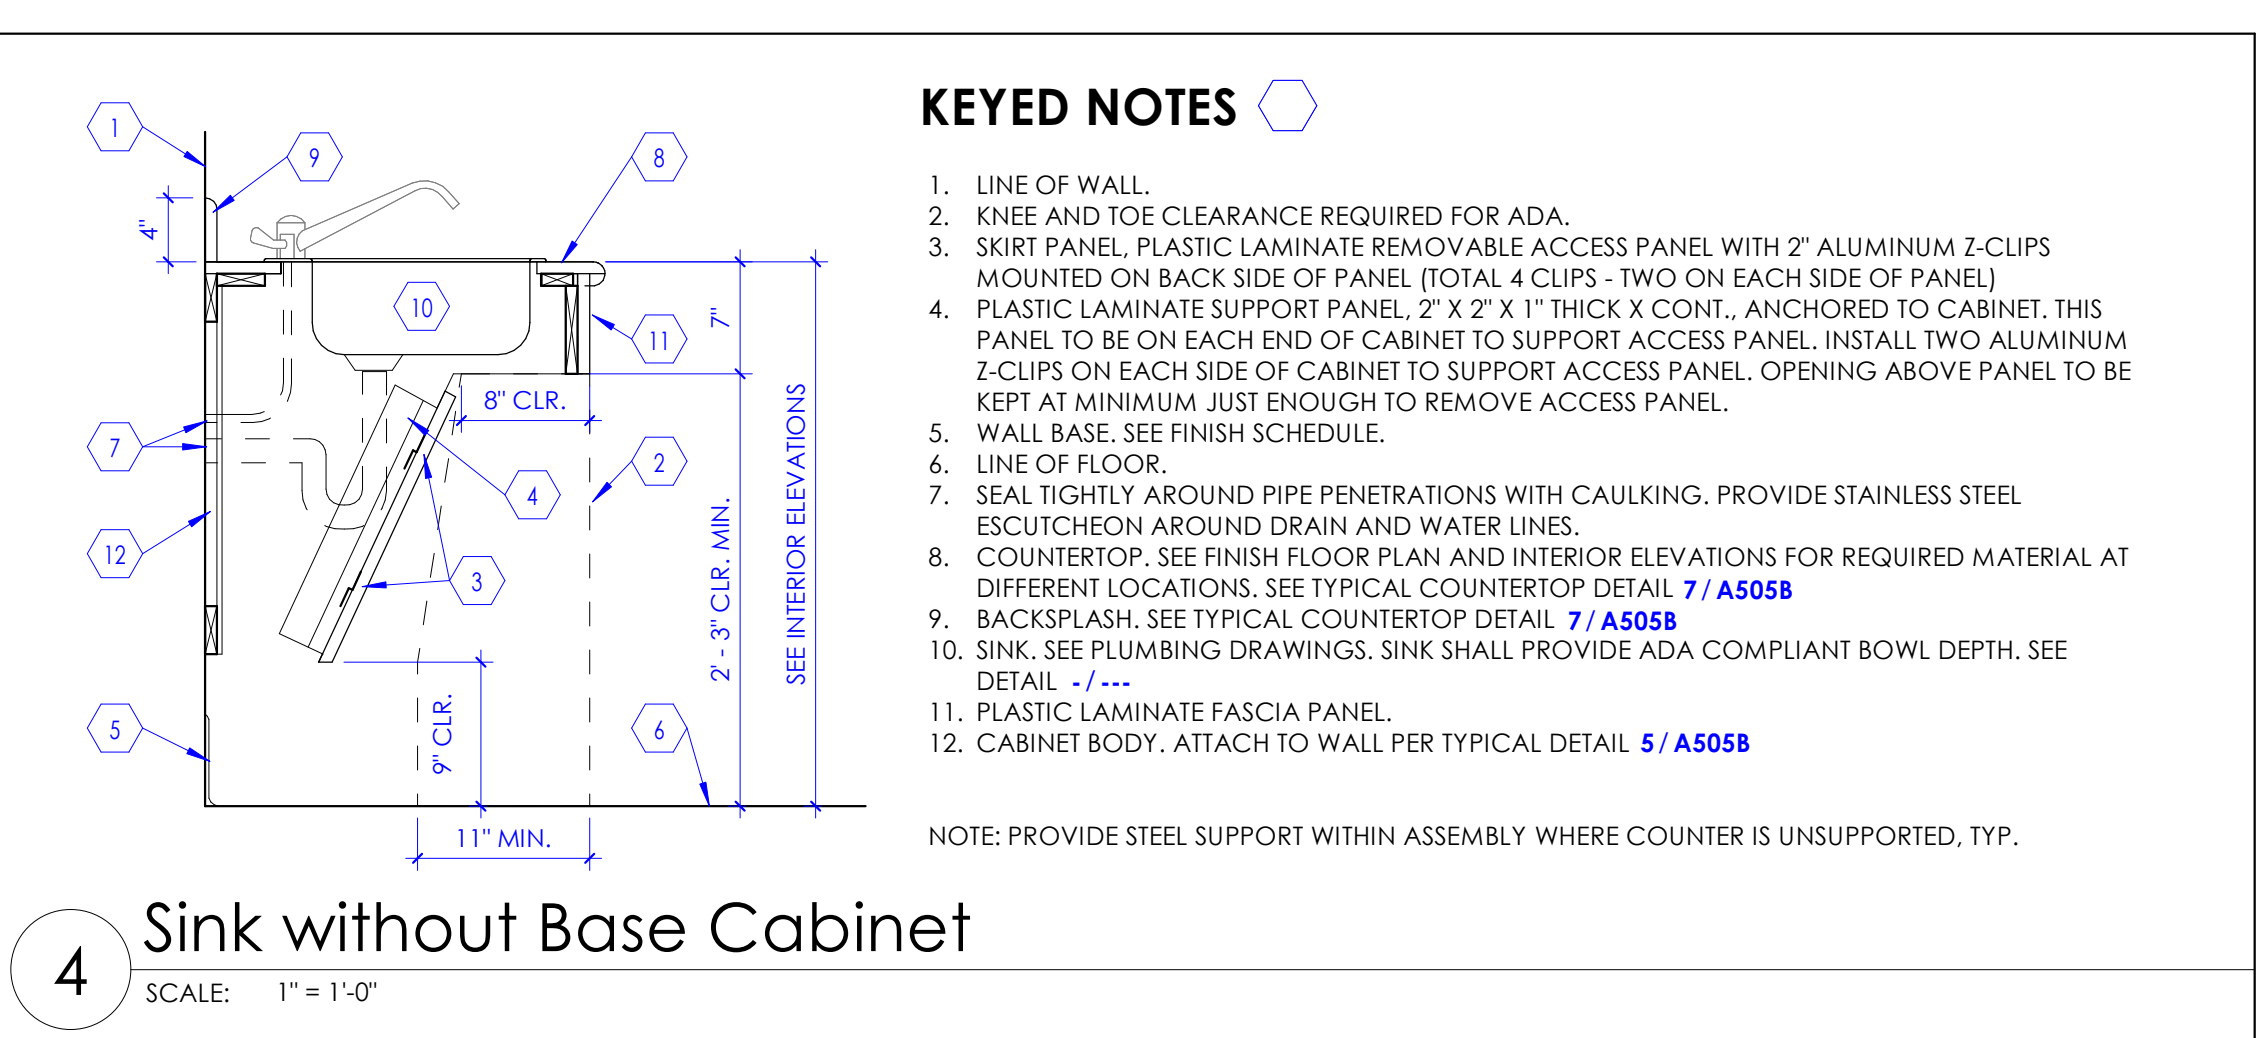 KEYED NOTES
1. LINE OF WALL.
2. KNEE AND TOE CLEARANCE REQUIRED FOR ADA.
3. SKIRT PANEL, PLASTIC LAMINATE REMOVABLE ACCESS PANEL WITH 2" ALUMINUM Z-CLIPS
MOUNTED ON BACK SIDE OF PANEL (TOTAL 4 CLIPS - TWO ON EACH SIDE OF PANEL)
4. PLASTIC LAMINATE SUPPORT PANEL, 2" X 2" X 1" THICK X CONT., ANCHORED TO CABINET. THIS
PANEL TO BE ON EACH END OF CABINET TO SUPPORT ACCESS PANEL. INSTALL TWO ALUMINUM
Z-CLIPS ON EACH SIDE OF CABINET TO SUPPORT ACCESS PANEL. OPENING ABOVE PANEL TO BE
KEPT AT MINIMUM JUST ENOUGH TO REMOVE ACCESS PANEL.
5. WALL BASE. SEE FINISH SCHEDULE.
6. LINE OF FLOOR.
7. SEAL TIGHTLY AROUND PIPE PENETRATIONS WITH CAULKING. PROVIDE STAINLESS STEEL
ESCUTCHEON AROUND DRAIN AND WATER LINES.
8. COUNTERTOP. SEE FINISH FLOOR PLAN AND INTERIOR ELEVATIONS FOR REQUIRED MATERIAL AT
DIFFERENT LOCATIONS. SEE TYPICAL COUNTERTOP DETAIL 7 / A505B
9. BACKSPLASH. SEE TYPICAL COUNTERTOP DETAIL 7 / A505B
10. SINK. SEE PLUMBING DRAWINGS. SINK SHALL PROVIDE ADA COMPLIANT BOWL DEPTH. SEE
DETAIL - / ---
11. PLASTIC LAMINATE FASCIA PANEL.
12. CABINET BODY. ATTACH TO WALL PER TYPICAL DETAIL 5 / A505B
NOTE: PROVIDE STEEL SUPPORT WITHIN ASSEMBLY WHERE COUNTER IS UNSUPPORTED, TYP.
1
9
8
4"
10
7"
11
8" CLR.
7
2
4
SEE INTERIOR ELEVATIONS
2' - 3" CLR. MIN.
12
3
9" CLR.
5
6
11" MIN.
4
Sink without Base Cabinet
SCALE: 1" = 1'-0"